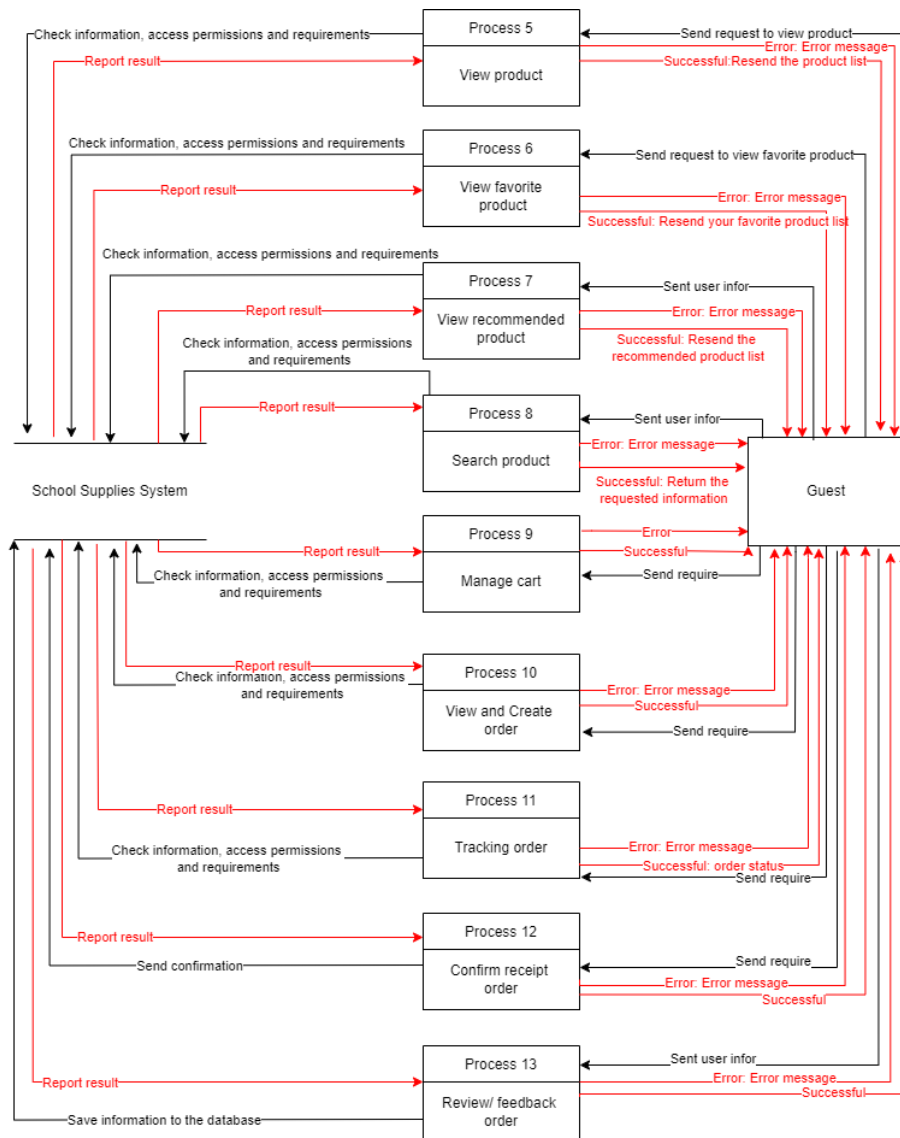 Process 5
Send request to view product
Check information, access permissions and requirements
Error: Error message
Report result
Successful:Resend the product list
View product
Process 6
Check information, access permissions and requirements
Send request to view favorite product
Report result
View favorite
product
Error: Error message
Successful: Resend your favorite product list
Check information, access permissions and requirements
Process 7
Sent user infor
Report result
Error: Error message
View recommended
product
Successful: Resend the
recommended product list
Check information, access permissions
and requirements
Report result
Process 8
Sent user infor
Error: Error message
Search product
Successful: Return the
requested information
School Supplies System
Guest
Process 9
Error
Report result
Successful
Check information, access permissions
and requirements
Manage cart
Send require
Process 10
Report result
Check information, access permissions
and requirements
Error: Error message
Successful
View and Create
order
Send require
Process 11
Report result
Tracking order
Error: Error message
Check information, access permissions
and requirements
Successful: order status
Send require
Process 12
Report result
Send require
Send confirmation
Confirm receipt
order
Error: Error message
Successful
Process 13
Sent user infor
Report result
Error: Error message
Successful
Review/ feedback
order
Save information to the database